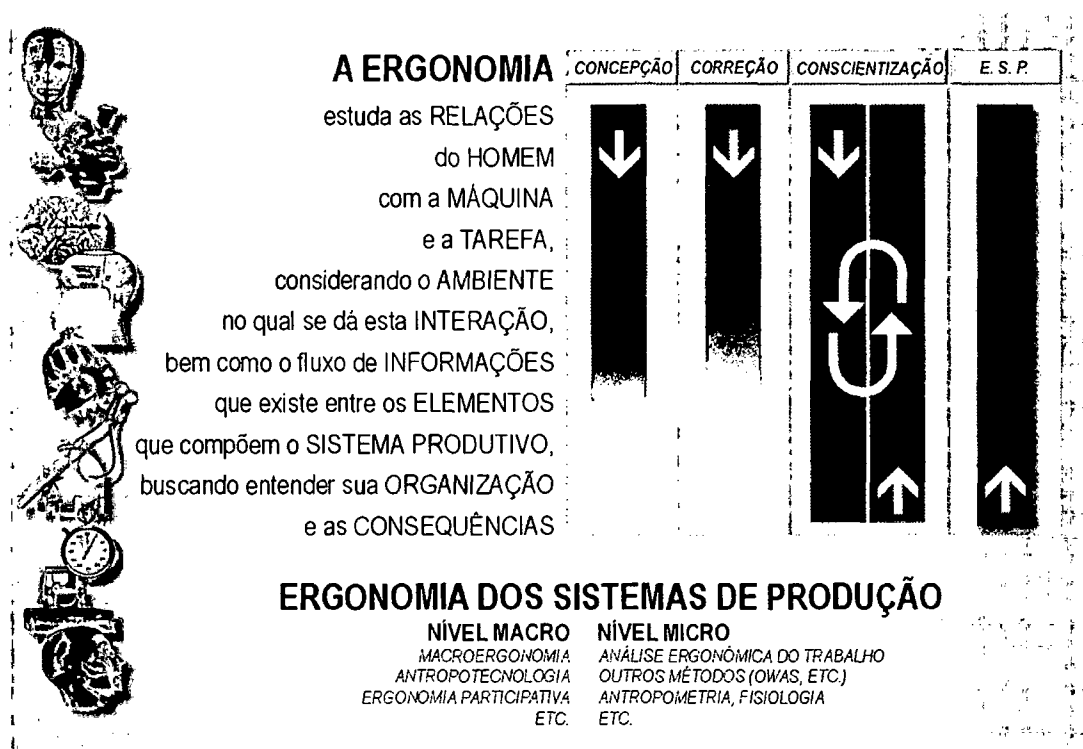 A ERGONOMIA
estuda as RELAÇÕES
do HOMEM
com a MÁQUINA
e a TAREFA,
considerando o AMBIENTE
no qual se dá esta INTERAÇÃO,
bem como o fluxo de INFORMAÇÕES
que existe entre os ELEMENTOS
que compõem o SISTEMA PRODUTIVO,
buscando entender sua ORGANIZAÇÃO
e as CONSEQUÊNCIAS
CONCEPÇÃO CORREÇÃO CONSCIENTIZAÇÃO E. S. P.
ERGONOMIA DOS SISTEMAS DE PRODUÇÃO
NÍVEL MACRO
MACROERGONOMIA
ANTROPOTECNOLOGIA
ERGONOMIA PARTICIPATIVA
ETC.
NÍVEL MICRO
ANÁLISE ERGONÔMICA DO TRABALHO
OUTROS MÉTODOS (OWAS, ETC.)
ANTROPOMETRIA, FISIOLOGIA
ETC.